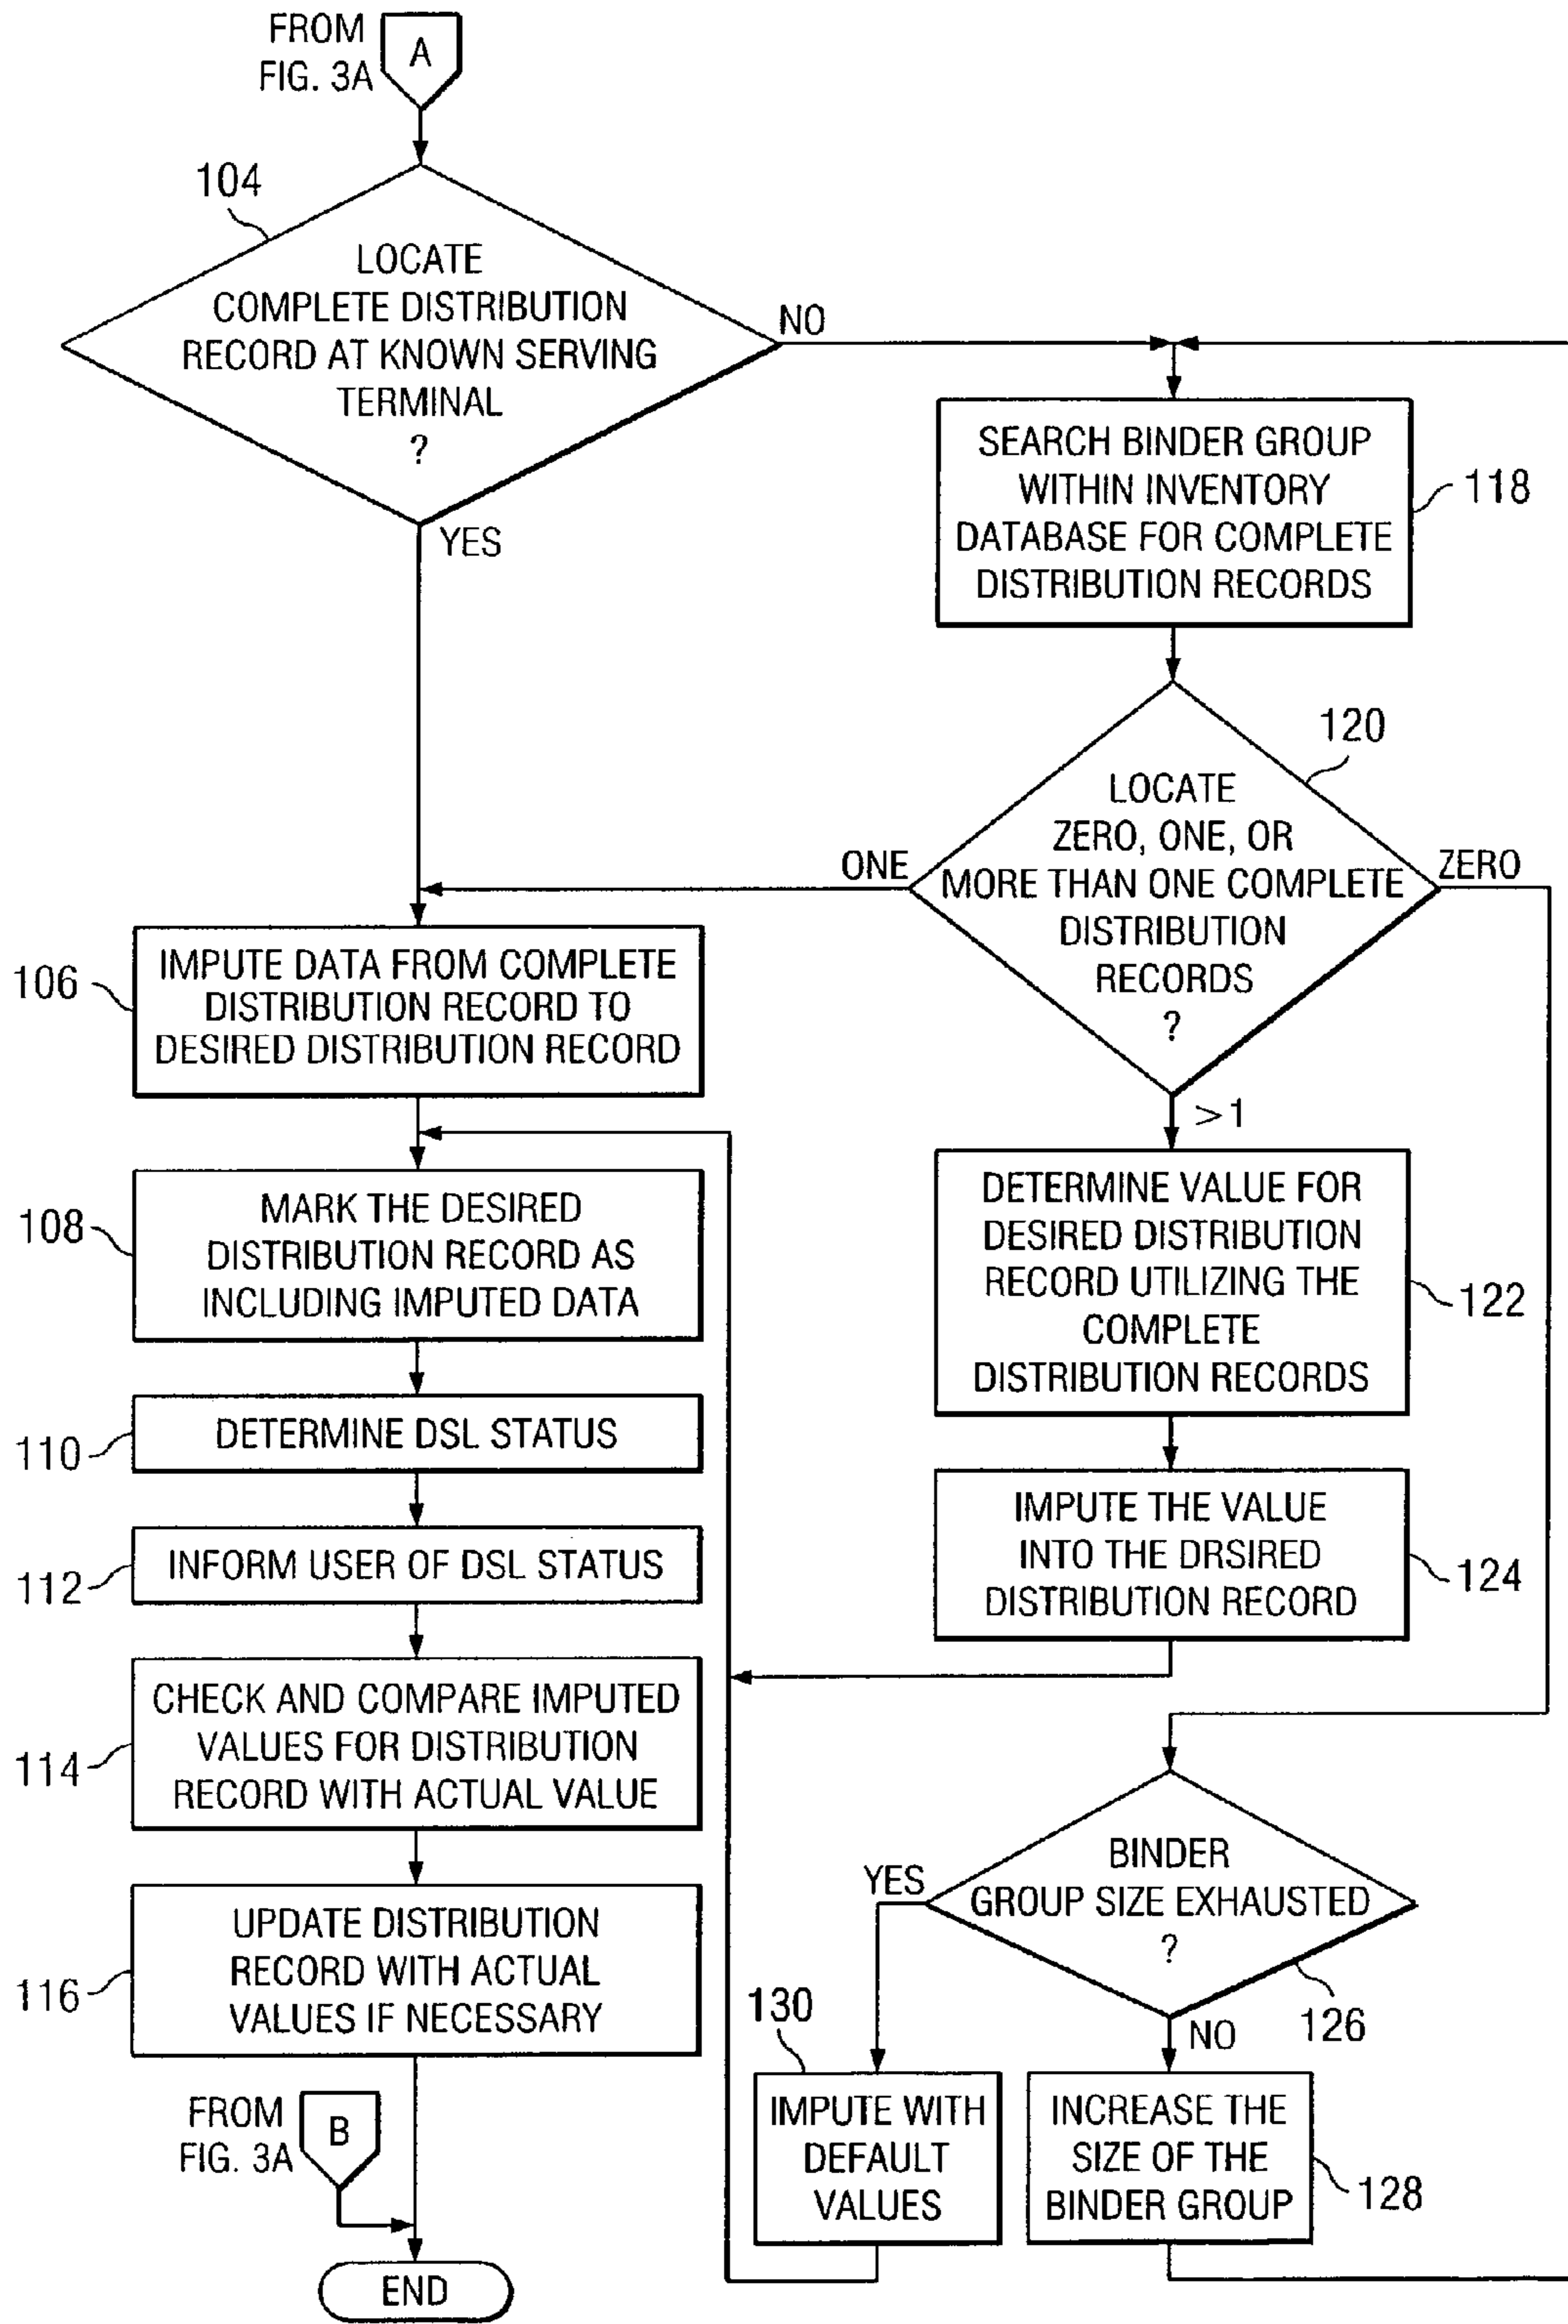 FROM
FIG. 3A
A
104
LOCATE
COMPLETE DISTRIBUTION
RECORD AT KNOWN SERVING
TERMINAL
?
NO
YES
SEARCH BINDER GROUP
WITHIN INVENTORY
DATABASE FOR COMPLETE
DISTRIBUTION RECORDS
118
120
LOCATE
ZERO, ONE, OR
MORE THAN ONE COMPLETE
DISTRIBUTION
RECORDS
?
ONE
ZERO
>1
106
IMPUTE DATA FROM COMPLETE
DISTRIBUTION RECORD TO
DESIRED DISTRIBUTION RECORD
108
MARK THE DESIRED
DISTRIBUTION RECORD AS
INCLUDING IMPUTED DATA
DETERMINE VALUE FOR
DESIRED DISTRIBUTION
RECORD UTILIZING THE
COMPLETE
DISTRIBUTION RECORDS
122
110
DETERMINE DSL STATUS
112
INFORM USER OF DSL STATUS
IMPUTE THE VALUE
INTO THE DRSIRED
DISTRIBUTION RECORD
124
114
CHECK AND COMPARE IMPUTED
VALUES FOR DISTRIBUTION
RECORD WITH ACTUAL VALUE
116
UPDATE DISTRIBUTION
RECORD WITH ACTUAL
VALUES IF NECESSARY
BINDER
GROUP SIZE EXHAUSTED
?
YES
126
NO
130
IMPUTE WITH
DEFAULT
VALUES
INCREASE THE
SIZE OF THE
BINDER GROUP
128
FROM
FIG. 3A
B
END